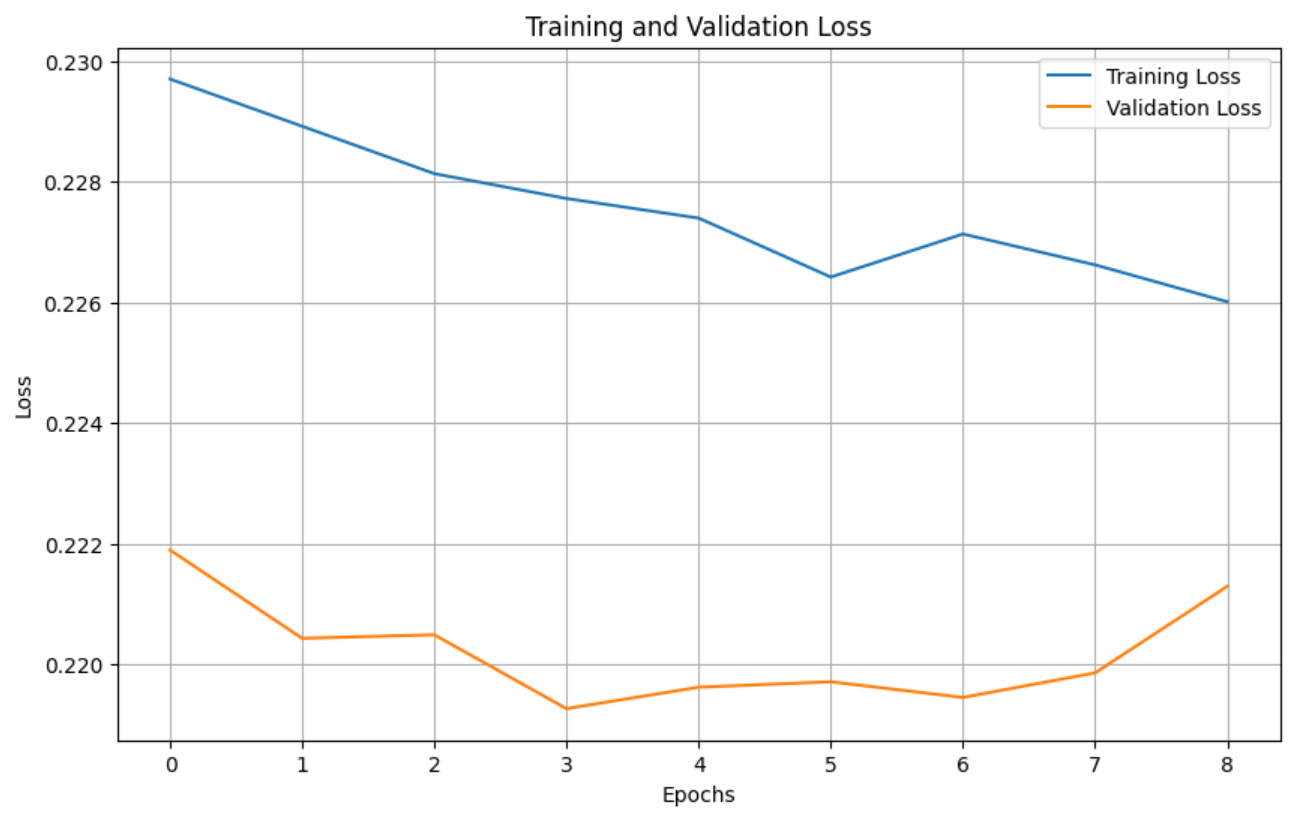 Training and Validation Loss
Training Loss
Validation Loss
0.230
0.228
0.226
0.224
0.222
0.220
Loss
0 1 2 3 4 5 6 7 8
Epochs